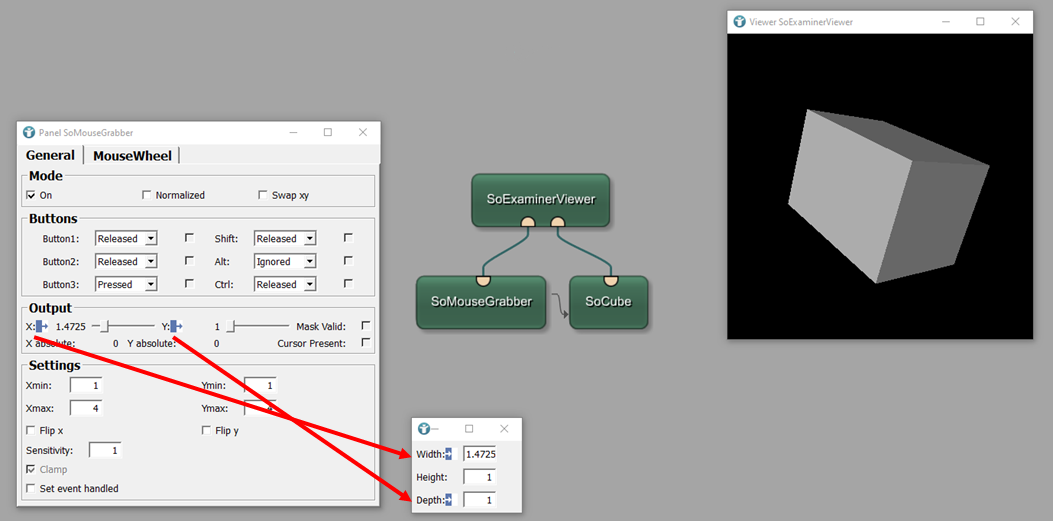 Viewer SoExaminerViewer
Panel SoMouseGrabber
General MouseWheel
Mode
On Normalized Swap xy
Buttons
Button1: Released Shift: Released
Button2: Released Alt: Ignored
Button3: Pressed Ctrl: Released
Output
X: 1.4725 Y: 1 Mask Valid:
X absolute: 0 Y absolute: 0 Cursor Present:
Settings
Xmin: 1 Ymin: 1
Xmax: 4 Ymax:
Flip x Flip y
Sensitivity: 1
Clamp
Set event handled
SoExaminerViewer
SoMouseGrabber SoCube
Width: 1.4725
Height: 1
Depth: 1